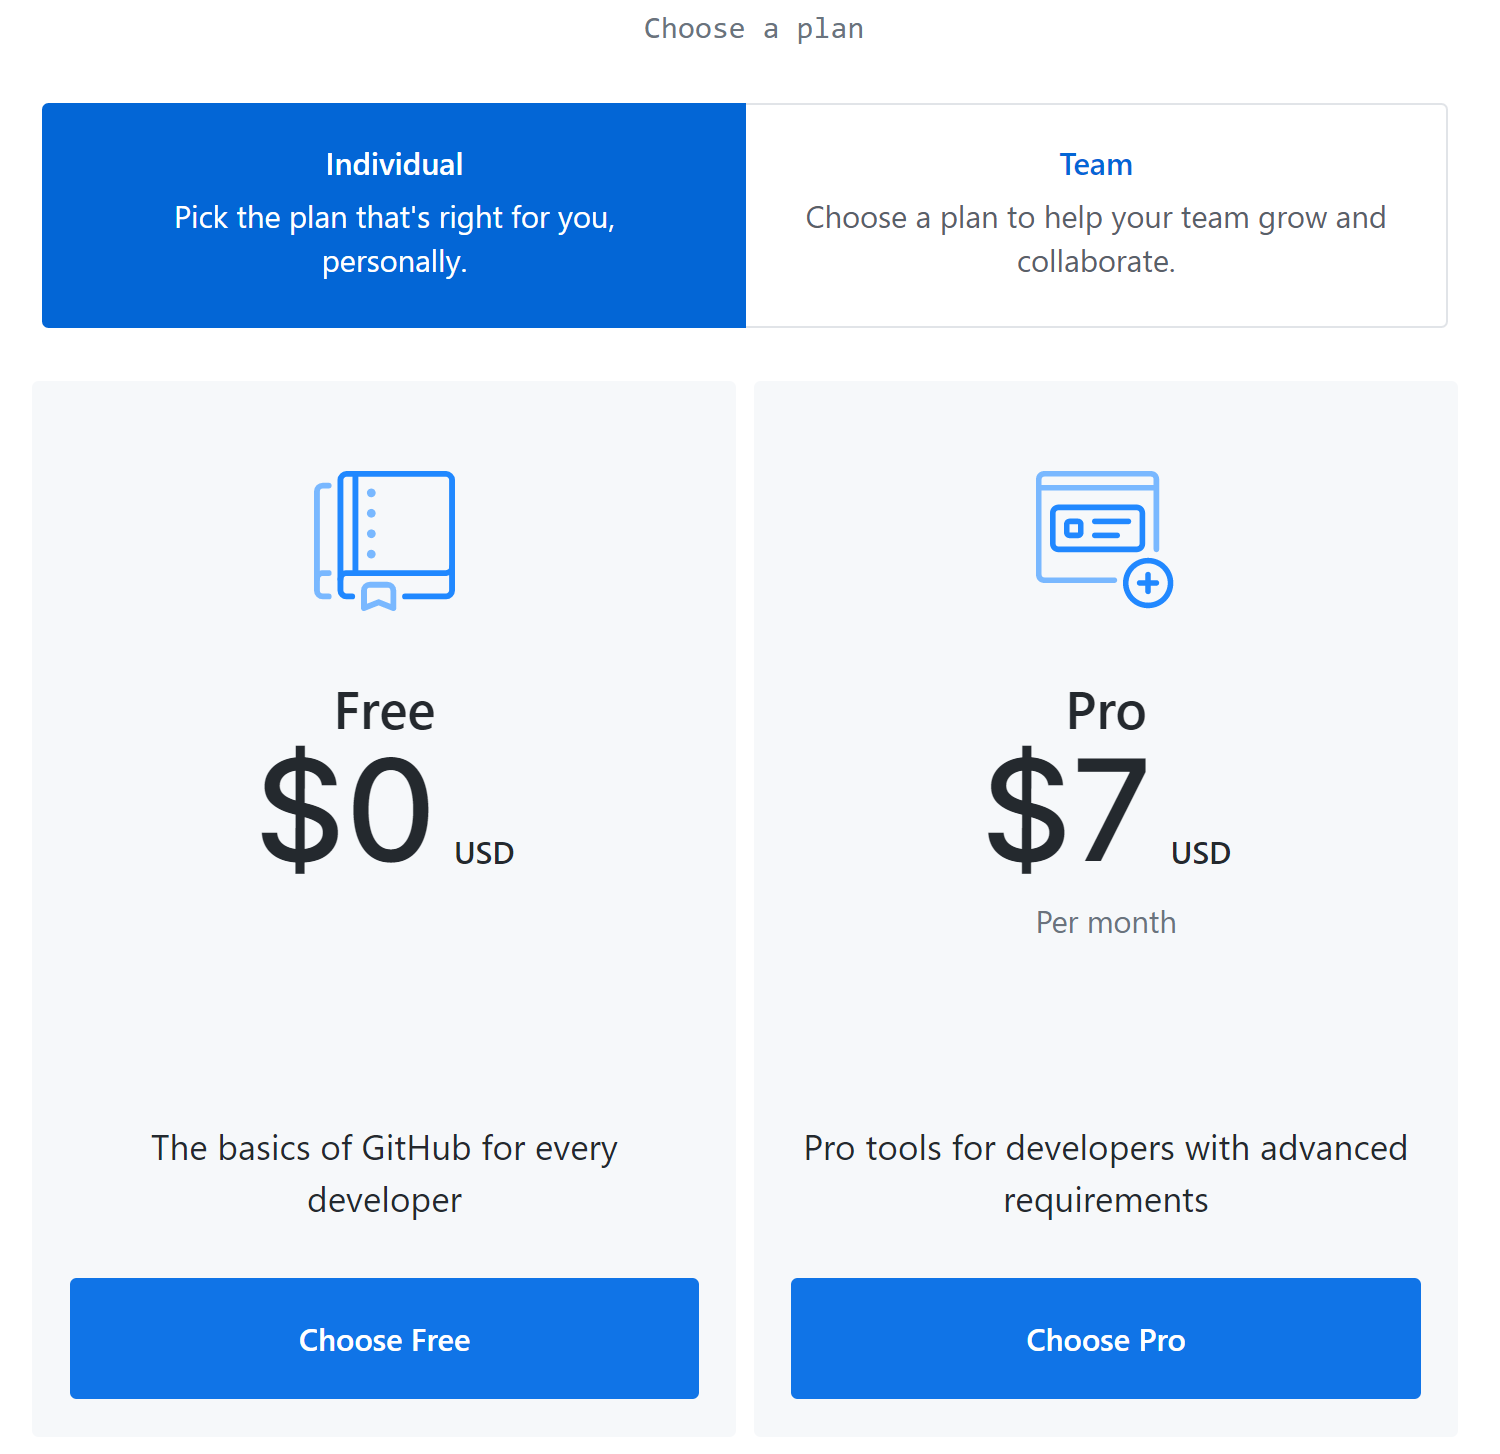 Choose a plan
Individual
Pick the plan that's right for you,
personally.
Team
Choose a plan to help your team grow and
collaborate.
Free
$0 USD
The basics of GitHub for every
developer
Choose Free
Pro
$7 USD
Per month
Pro tools for developers with advanced
requirements
Choose Pro